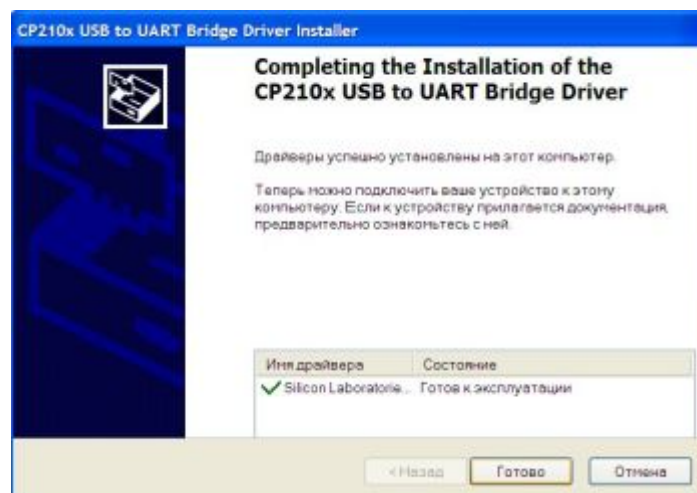 CP210x USB to UART Bridge Driver Installer
Completing the Installation of the
CP210x USB to UART Bridge Driver
Драйверы успешно установлены на этот компьютер.
Теперь можно подключить ваше устройство к этому
компьютеру. Если к устройству прилагается документация,
предварительно ознакомьтесь с ней.
Имя драйвера Состояние
Silicon Laboratorie... Готов к эксплуатации
< Назад Готово Отмена